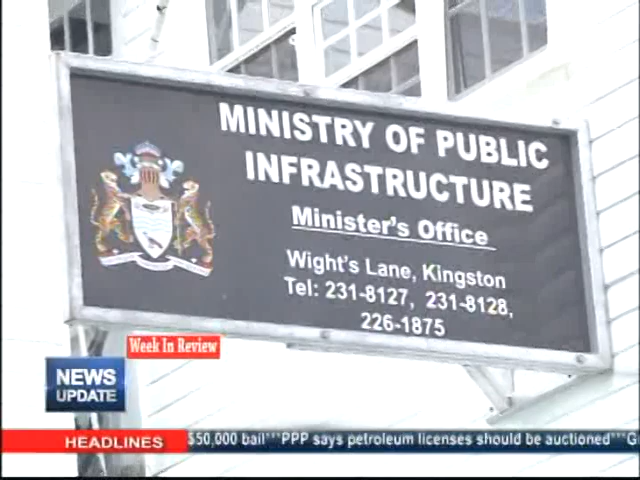 MINISTRY OF PUBLIC
INFRASTRUCTURE
Minister's Office
Wight's Lane, Kingston
Tel: 231-8127, 231-8128,
226-1875
Week In Review
NEWS
UPDATE
HEADLINES
$50,000 bail***PPP says petroleum licenses should be auctioned***G